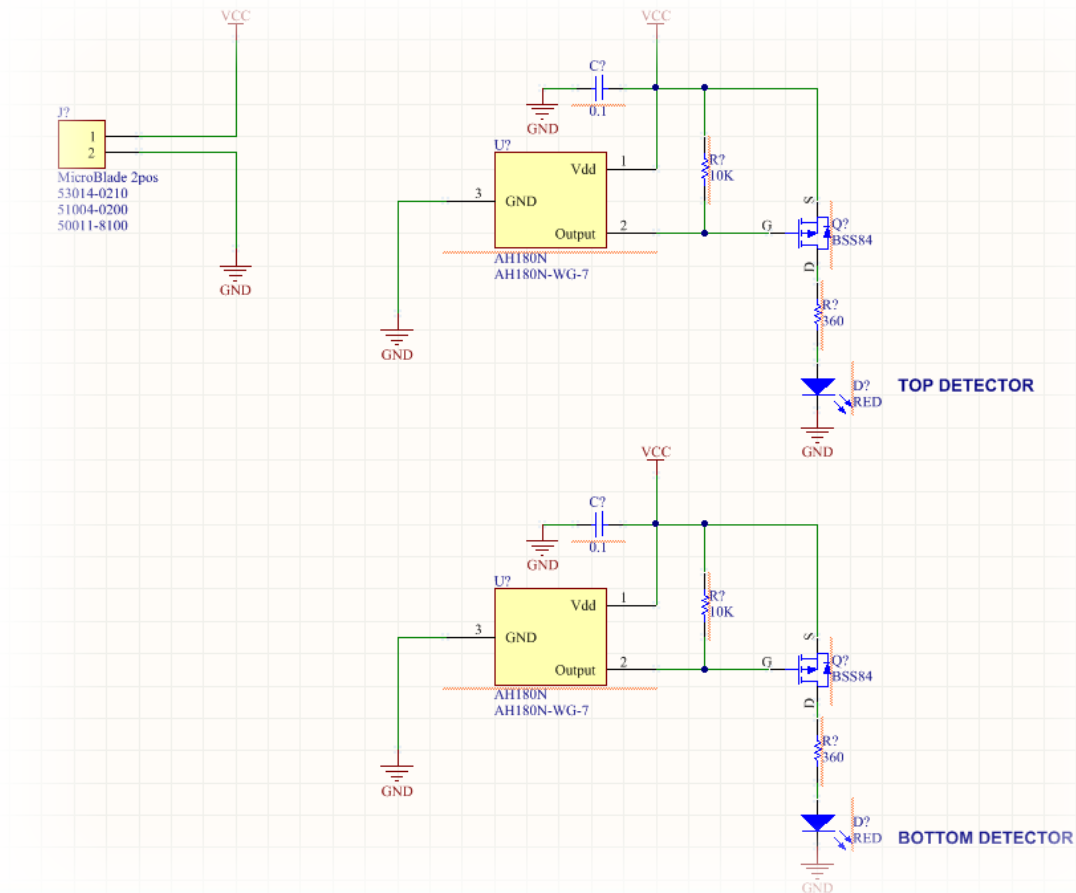 VCC
J?
1
2
MicroBlade 2pos
53014-0210
51004-0200
50011-8100
GND
VCC
C?
0.1
GND
U?
Vdd
1
3
GND
Output
2
AH180N
AH180N-WG-7
GND
R?
10K
G
S
D
Q?
BSS84
R?
360
D?
RED
GND
TOP DETECTOR
VCC
C?
0.1
GND
U?
Vdd
1
3
GND
Output
2
AH180N
AH180N-WG-7
GND
R?
10K
G
S
D
Q?
BSS84
R?
360
D?
RED
GND
BOTTOM DETECTOR